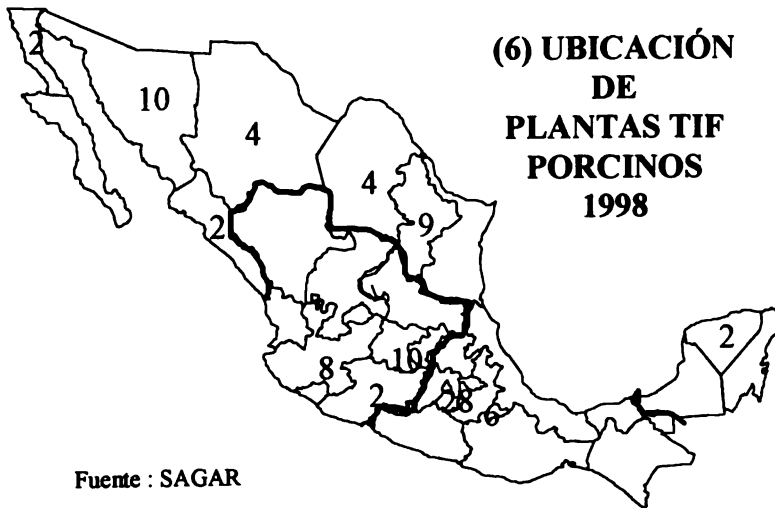 (6) UBICACIÓN
DE
PLANTAS TIF
PORCINOS
1998
2
10
4
4
9
2
2
8
10
2
28
6
Fuente : SAGAR